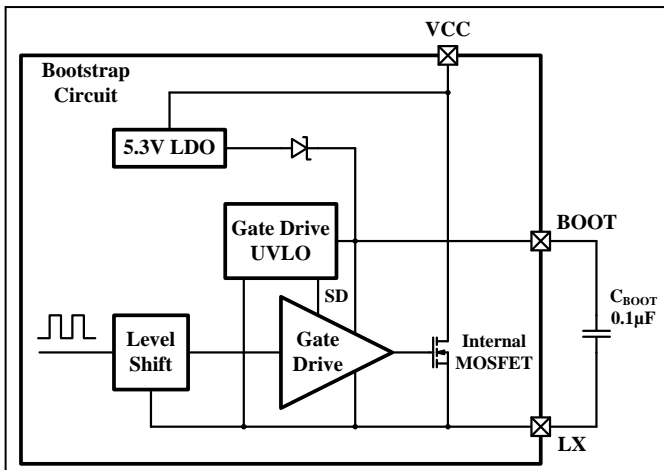 VCC
Bootstrap
Circuit
5.3V LDO
BOOT
Gate Drive
UVLO
SD
C_BOOT
0.1µF
Level
Shift
Gate
Drive
Internal
MOSFET
LX